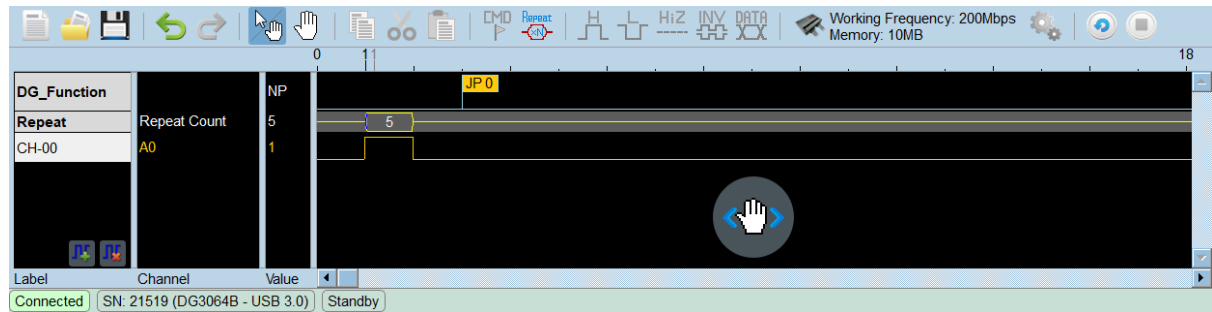 CMD Repeat ×N H L HiZ INV DATA Working Frequency: 200Mbps
Memory: 10MB
0 1 1 18
DG_Function NP JP 0
Repeat Repeat Count 5 5
CH-00 A0 1
Label Channel Value
Connected SN: 21519 (DG3064B - USB 3.0) Standby